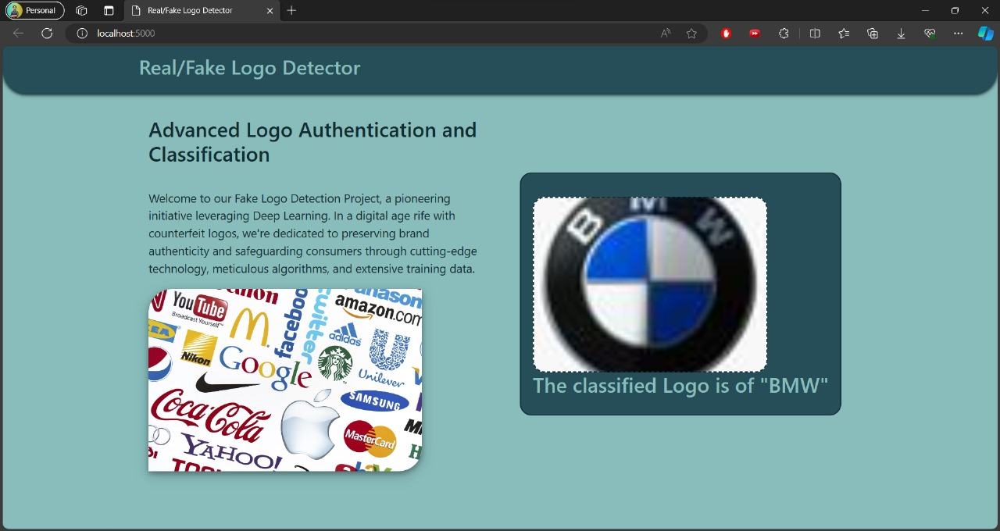 Personal
Real/Fake Logo Detector
localhost:5000
Real/Fake Logo Detector
Advanced Logo Authentication and
Classification
Welcome to our Fake Logo Detection Project, a pioneering
initiative leveraging Deep Learning. In a digital age rife with
counterfeit logos, we're dedicated to preserving brand
authenticity and safeguarding consumers through cutting-edge
technology, meticulous algorithms, and extensive training data.
YouTube
Broadcast Yourself™
facebo
twitter
amazon.com
adidas
Nikon
Google
Unilever
SAMSUNG
Coca-Cola
MasterCard
YAHOO!
B M W
The classified Logo is of "BMW"